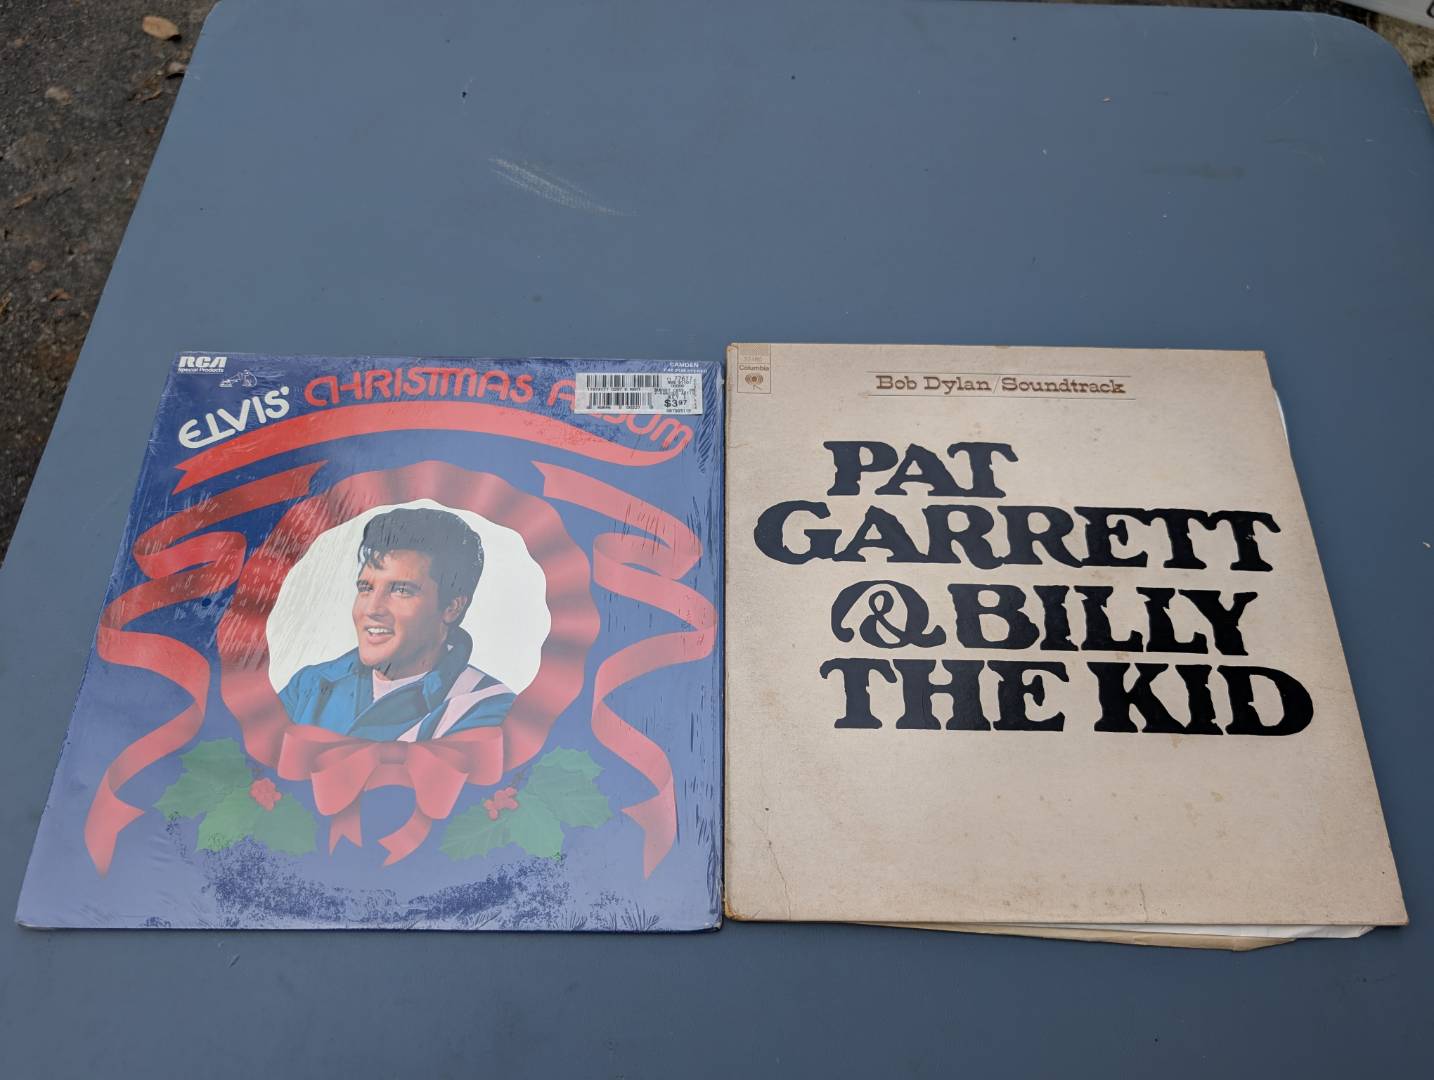 RCA
Special Products
CAMDEN
ELVIS' CHRISTMAS ALBUM
$3.97
Columbia
Bob Dylan/Soundtrack
PAT
GARRETT
& BILLY
THE KID